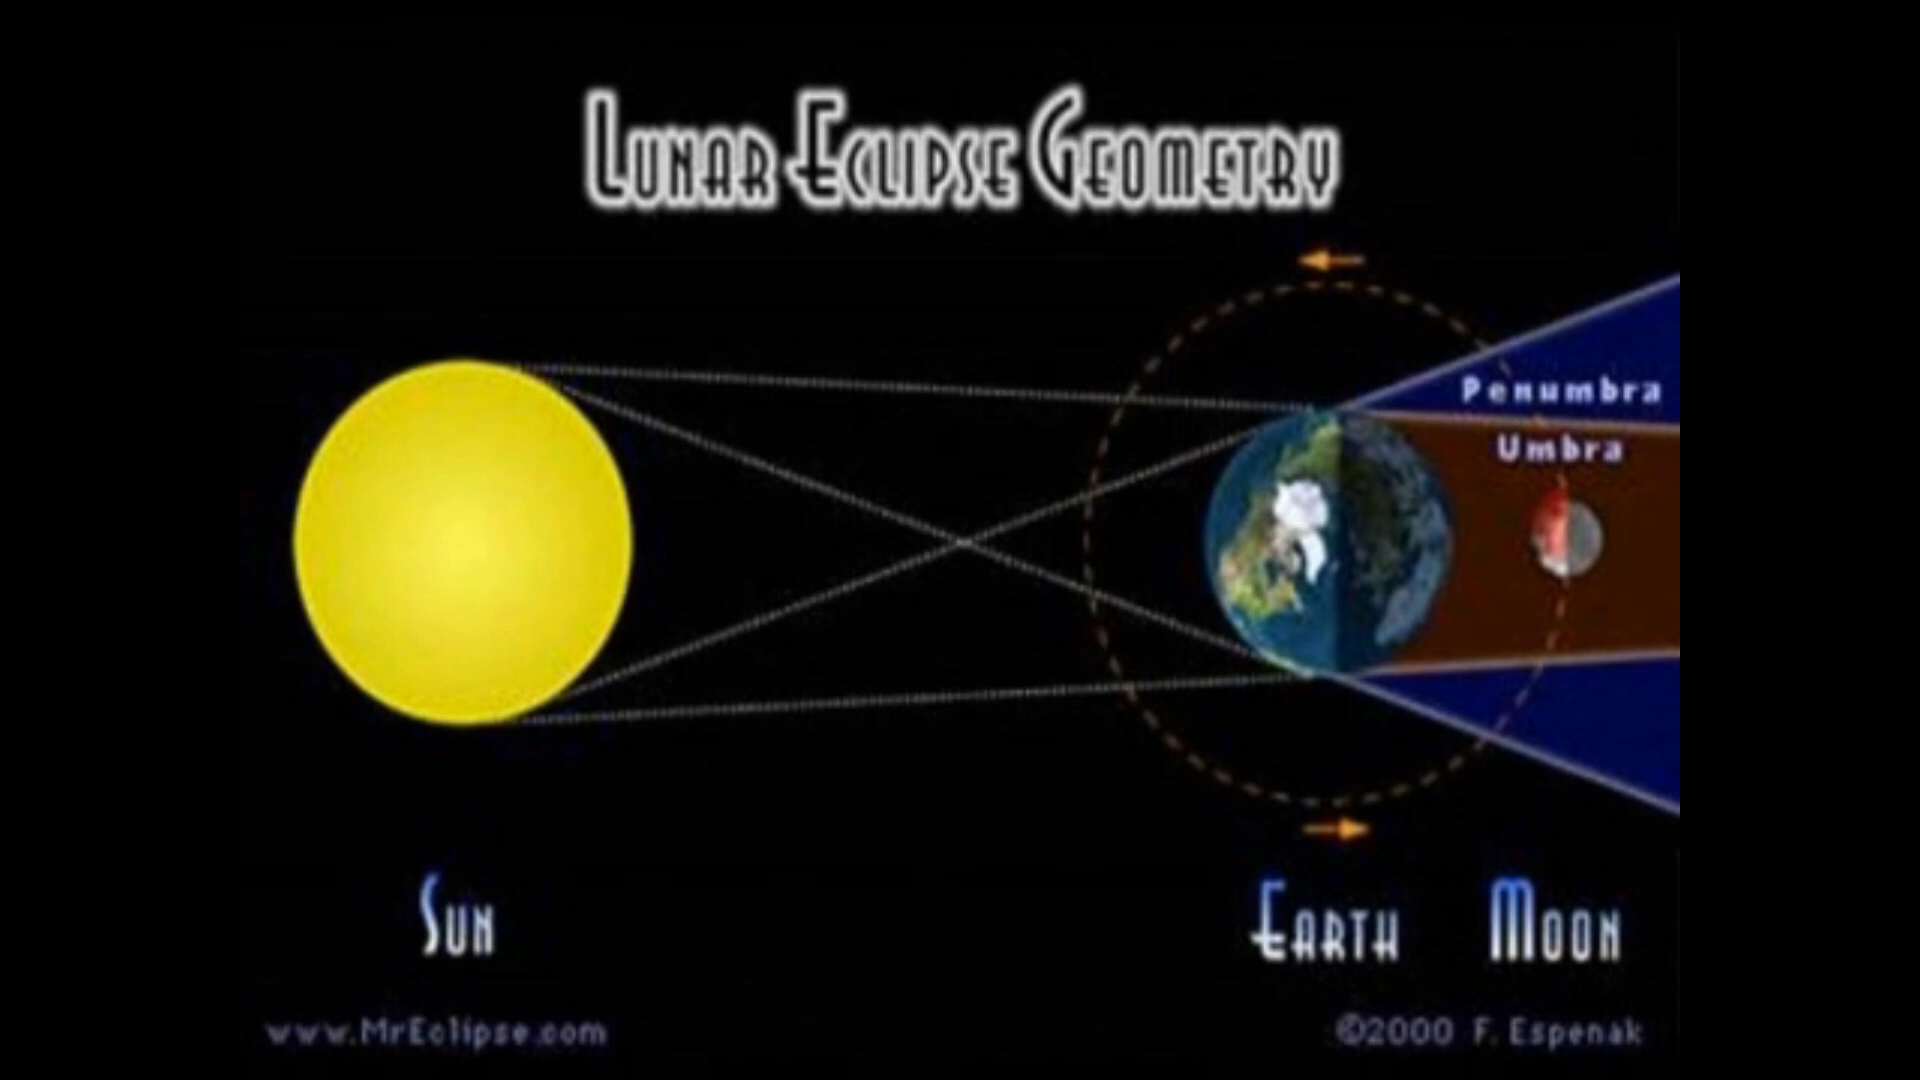 Lunar Eclipse Geometry
Penumbra
Umbra
Sun
Earth
Moon
www.MrEclipse.com
©2000 F. Espenak